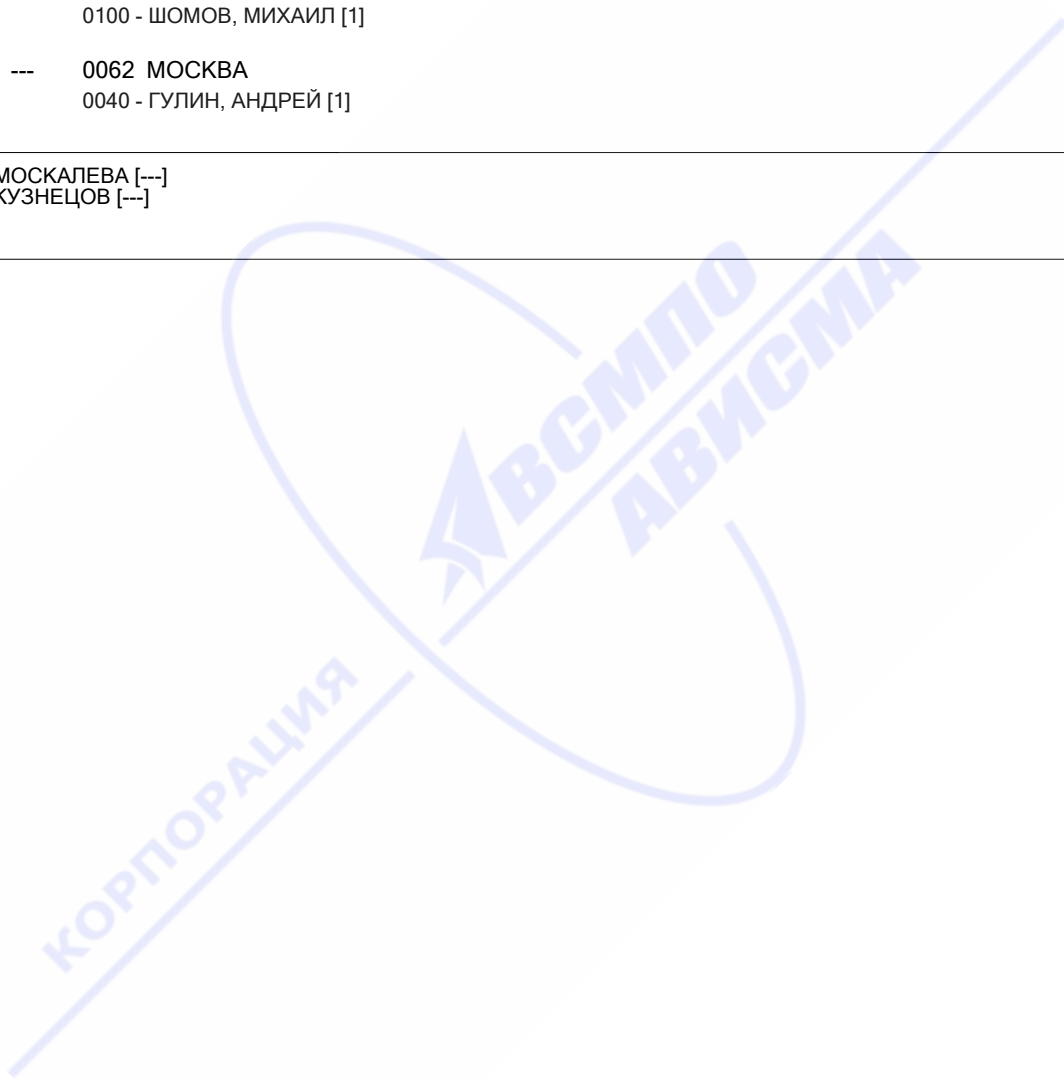 0100 - ШОМОВ, МИХАИЛ [1]
--- 0062 МОСКВА
0040 - ГУЛИН, АНДРЕЙ [1]
МОСКАЛЕВА [---]
КУЗНЕЦОВ [---]
ВСМПО
АВИСМА
КОРПОРАЦИЯ